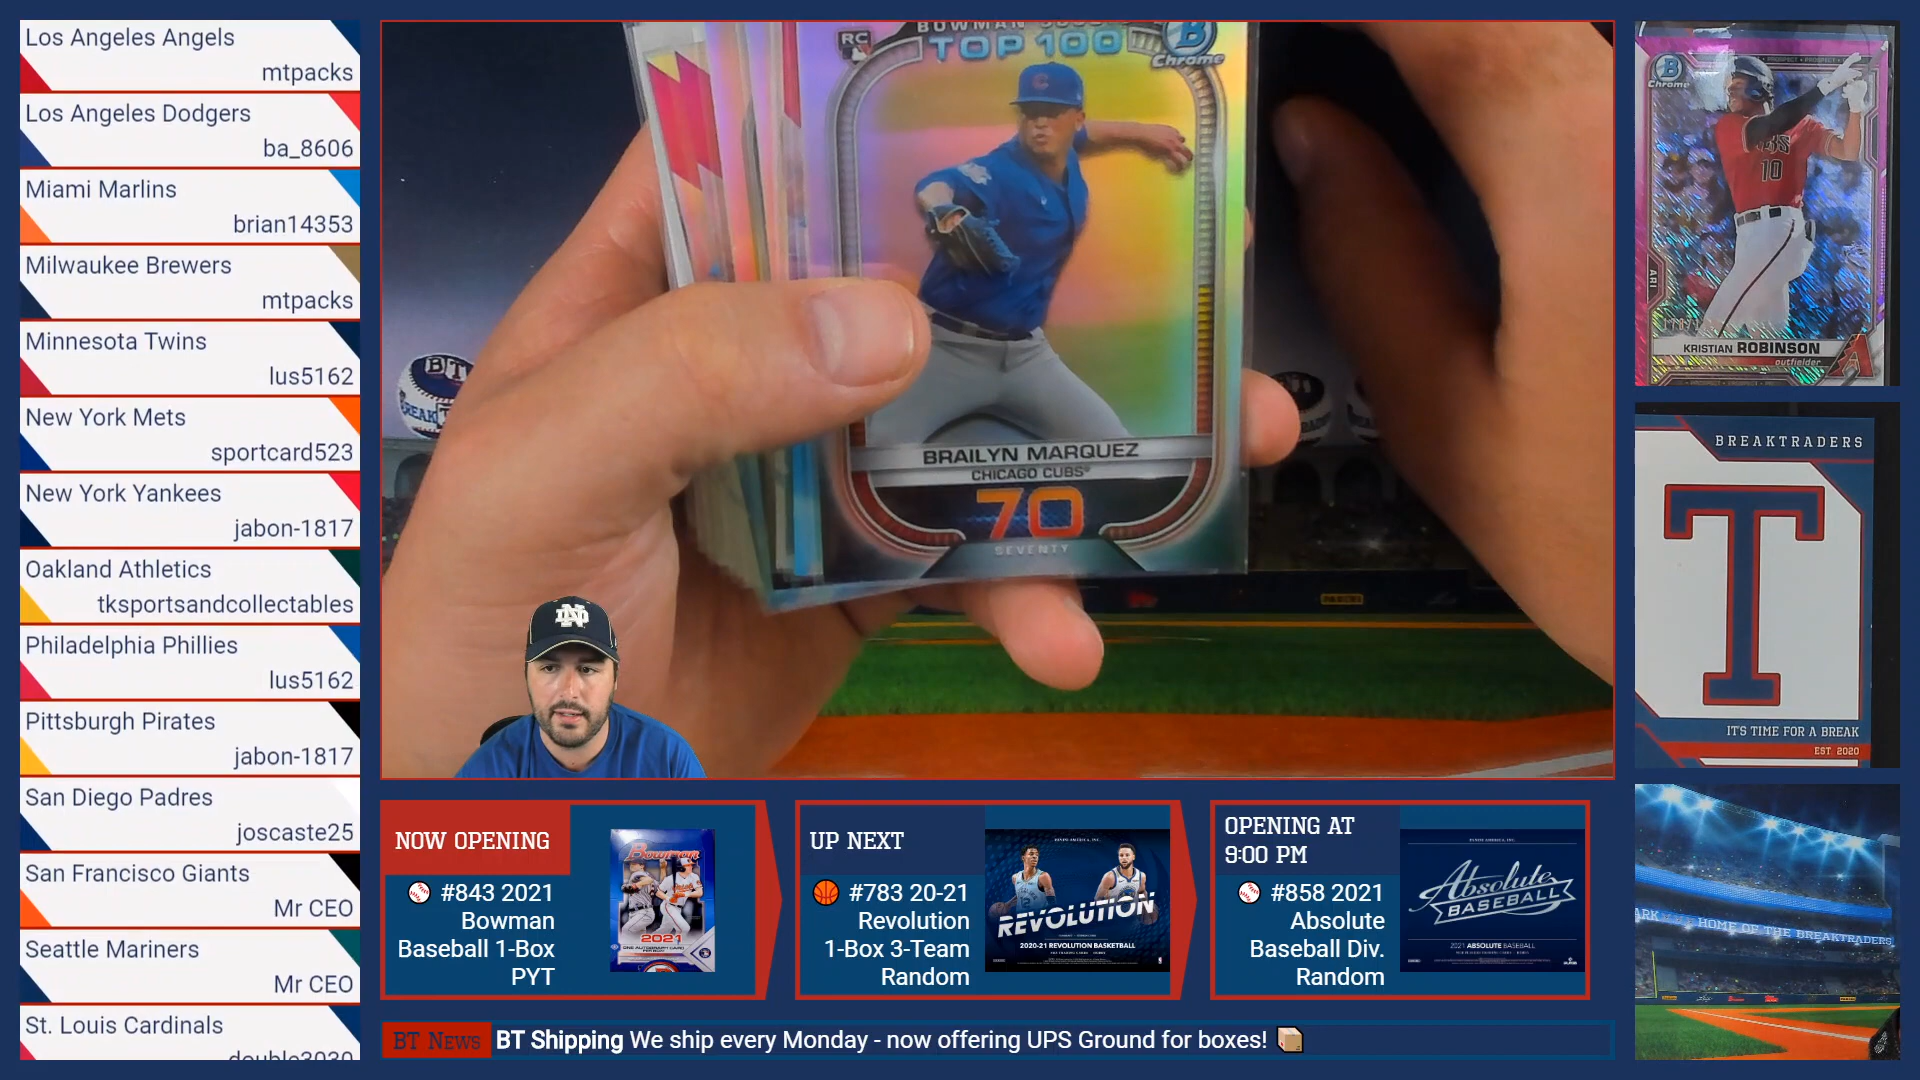 Los Angeles Angels
mtpacks
Los Angeles Dodgers
ba_8606
Miami Marlins
brian14353
Milwaukee Brewers
mtpacks
Minnesota Twins
lus5162
New York Mets
sportcard523
New York Yankees
jabon-1817
Oakland Athletics
tksportsandcollectables
Philadelphia Phillies
lus5162
Pittsburgh Pirates
jabon-1817
San Diego Padres
joscaste25
San Francisco Giants
Mr CEO
Seattle Mariners
Mr CEO
St. Louis Cardinals
double3030
RC
TOP 100
B
Chrome
BRAILYN MARQUEZ
CHICAGO CUBS
70
SEVENTY
BT
NOW OPENING
#843 2021
Bowman
Baseball 1-Box
PYT
Bowman
2021
UP NEXT
#783 20-21
Revolution
1-Box 3-Team
Random
REVOLUTION
2020-21 REVOLUTION BASKETBALL
OPENING AT
9:00 PM
#858 2021
Absolute
Baseball Div.
Random
Absolute
BASEBALL
2021 ABSOLUTE BASEBALL
BT NEWS
BT Shipping We ship every Monday - now offering UPS Ground for boxes!
B
Chrome
10
ARI
KRISTIAN ROBINSON
outfielder
A
BREAKTRADERS
T
IT'S TIME FOR A BREAK
EST. 2020
HOME OF THE BREAKTRADERS